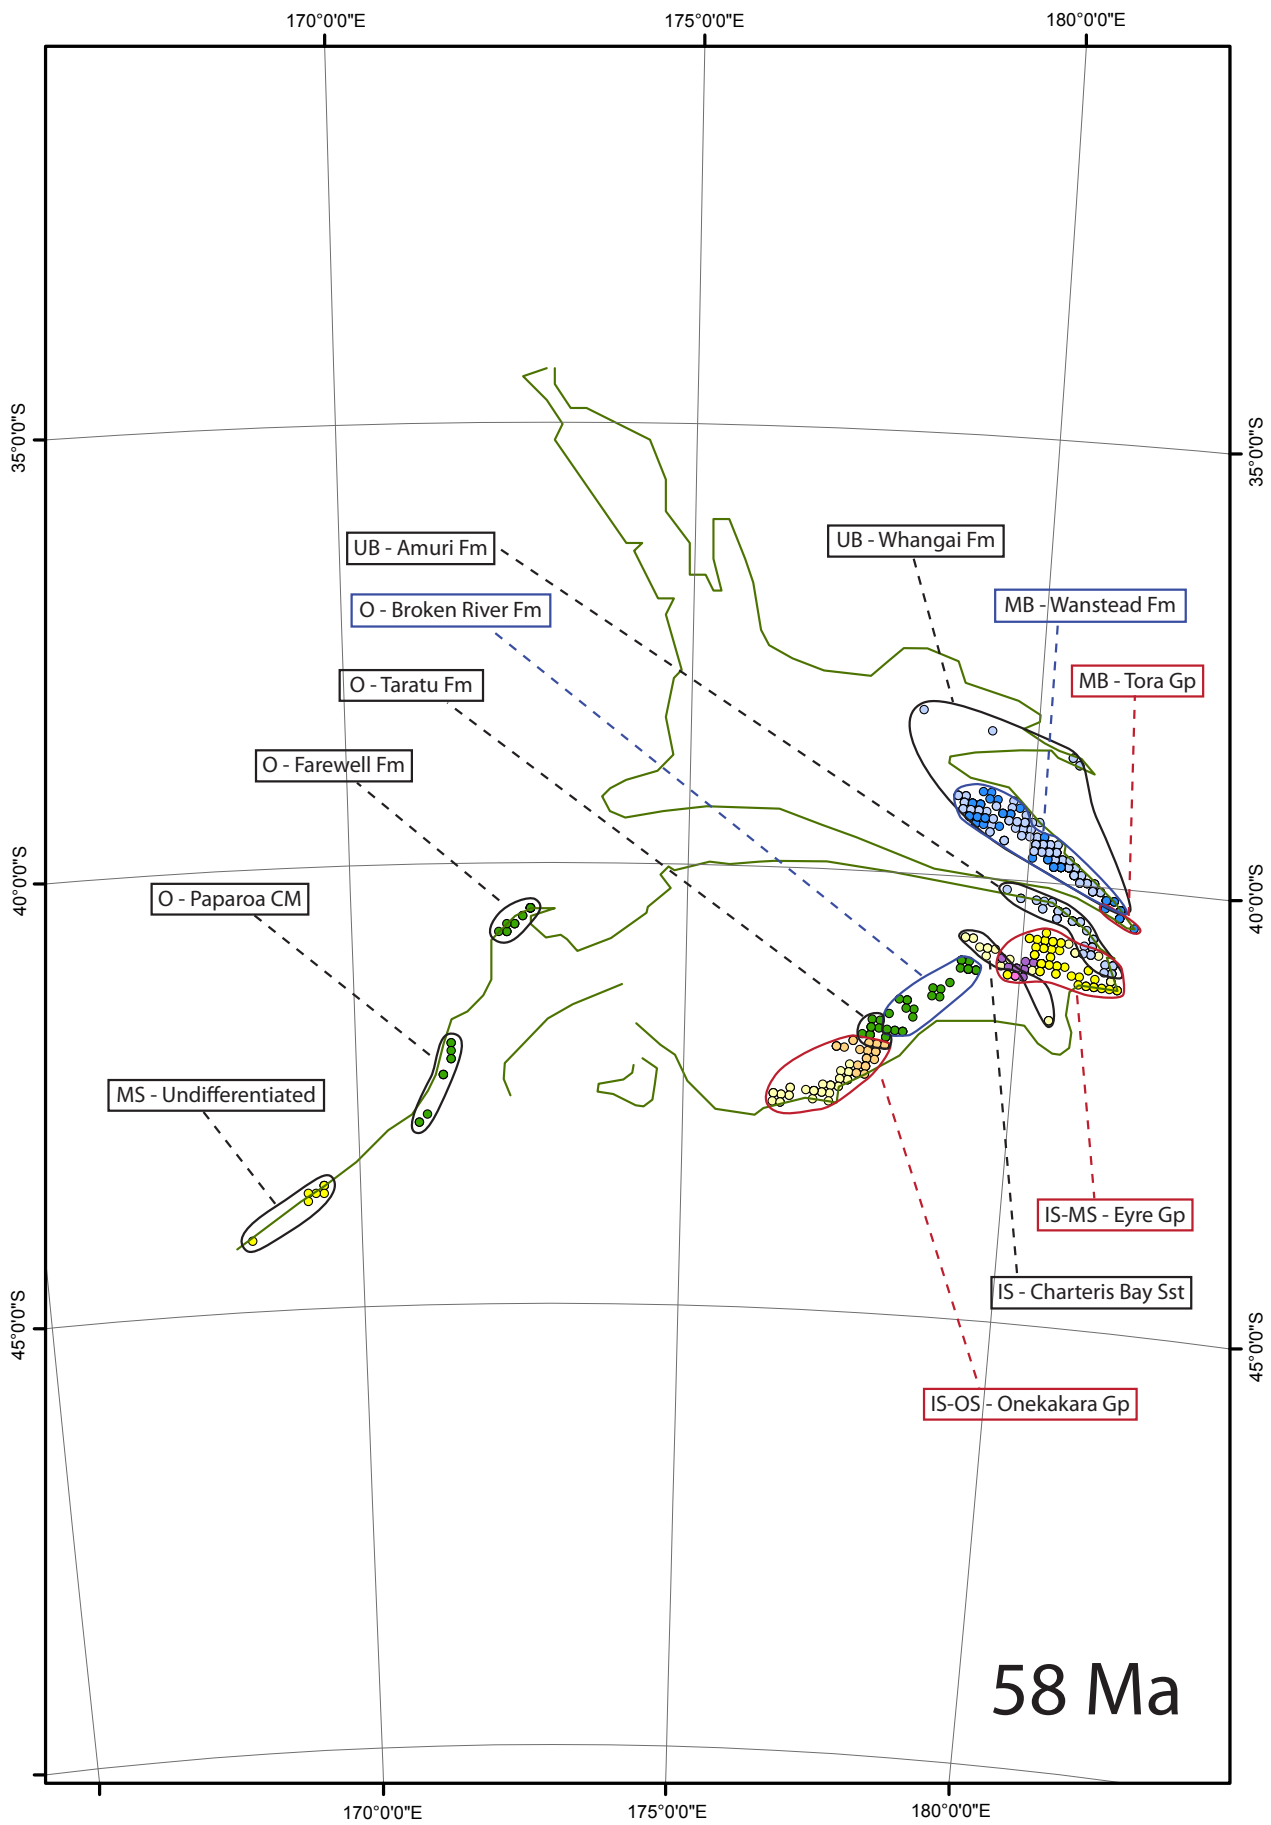 170°0'0"E
175°0'0"E
180°0'0"E
35°0'0"S
35°0'0"S
UB - Amuri Fm
UB - Whangai Fm
O - Broken River Fm
MB - Wanstead Fm
O - Taratu Fm
MB - Tora Gp
O - Farewell Fm
40°0'0"S
40°0'0"S
O - Paparoa CM
MS - Undifferentiated
IS-MS - Eyre Gp
IS - Charteris Bay Sst
45°0'0"S
45°0'0"S
IS-OS - Onekakara Gp
58 Ma
170°0'0"E
175°0'0"E
180°0'0"E